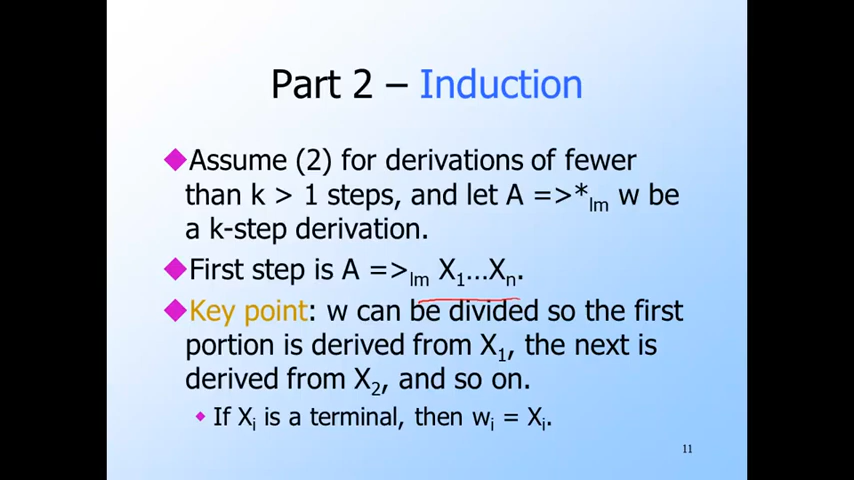 Part 2 – Induction
◆Assume (2) for derivations of fewer
than k > 1 steps, and let A =>*lm w be
a k-step derivation.
◆First step is A =>lm X1…Xn.
◆Key point: w can be divided so the first
portion is derived from X1, the next is
derived from X2, and so on.
◆ If Xi is a terminal, then wi = Xi.
11